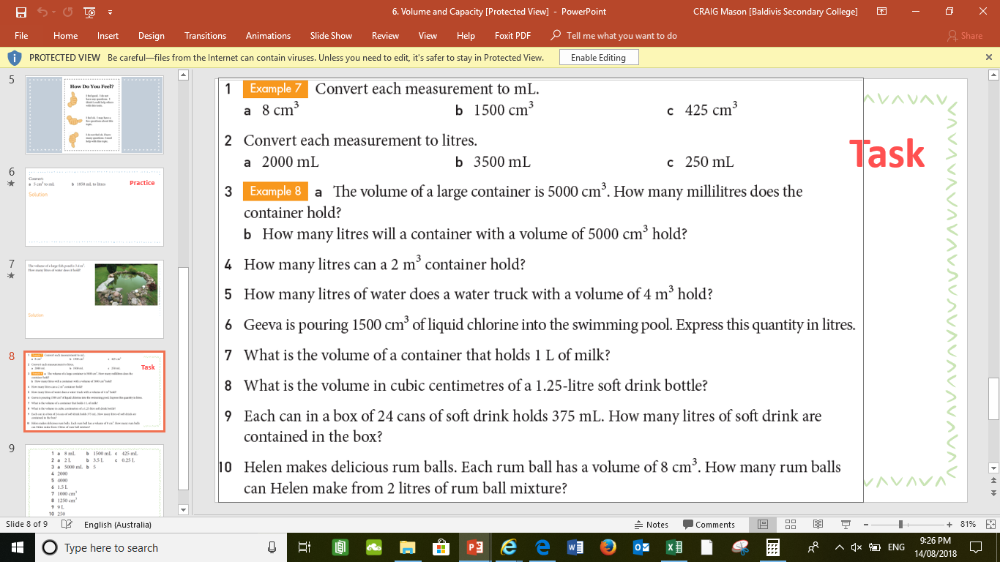 6. Volume and Capacity [Protected View] - PowerPoint
CRAIG Mason [Baldivis Secondary College]
File Home Insert Design Transitions Animations Slide Show Review View Help Foxit PDF Tell me what you want to do
Share
PROTECTED VIEW Be careful—files from the Internet can contain viruses. Unless you need to edit, it's safer to stay in Protected View. Enable Editing
5
How Do You Feel?
6
Convert
a 5 cm³ to mL b 1850 mL to litres
Practice
Solution
7
The volume of a large fish pond is 3.4 m³.
How many litres of water does it hold?
Solution
8
Task
9
1 a 8 mL b 1500 mL c 425 mL
2 a 2 L b 3.5 L c 0.25 L
3 a 5000 mL b 5
4 2000
5 4000
6 1.5 L
7 1000 cm³
8 1250 cm³
9 9 L
10 250
1 Example 7 Convert each measurement to mL.
a 8 cm³ b 1500 cm³ c 425 cm³
2 Convert each measurement to litres.
a 2000 mL b 3500 mL c 250 mL
3 Example 8 a The volume of a large container is 5000 cm³. How many millilitres does the
container hold?
b How many litres will a container with a volume of 5000 cm³ hold?
4 How many litres can a 2 m³ container hold?
5 How many litres of water does a water truck with a volume of 4 m³ hold?
6 Geeva is pouring 1500 cm³ of liquid chlorine into the swimming pool. Express this quantity in litres.
7 What is the volume of a container that holds 1 L of milk?
8 What is the volume in cubic centimetres of a 1.25-litre soft drink bottle?
9 Each can in a box of 24 cans of soft drink holds 375 mL. How many litres of soft drink are
contained in the box?
10 Helen makes delicious rum balls. Each rum ball has a volume of 8 cm³. How many rum balls
can Helen make from 2 litres of rum ball mixture?
Task
Slide 8 of 9 English (Australia) Notes Comments 81%
Type here to search
ENG
9:26 PM
14/08/2018